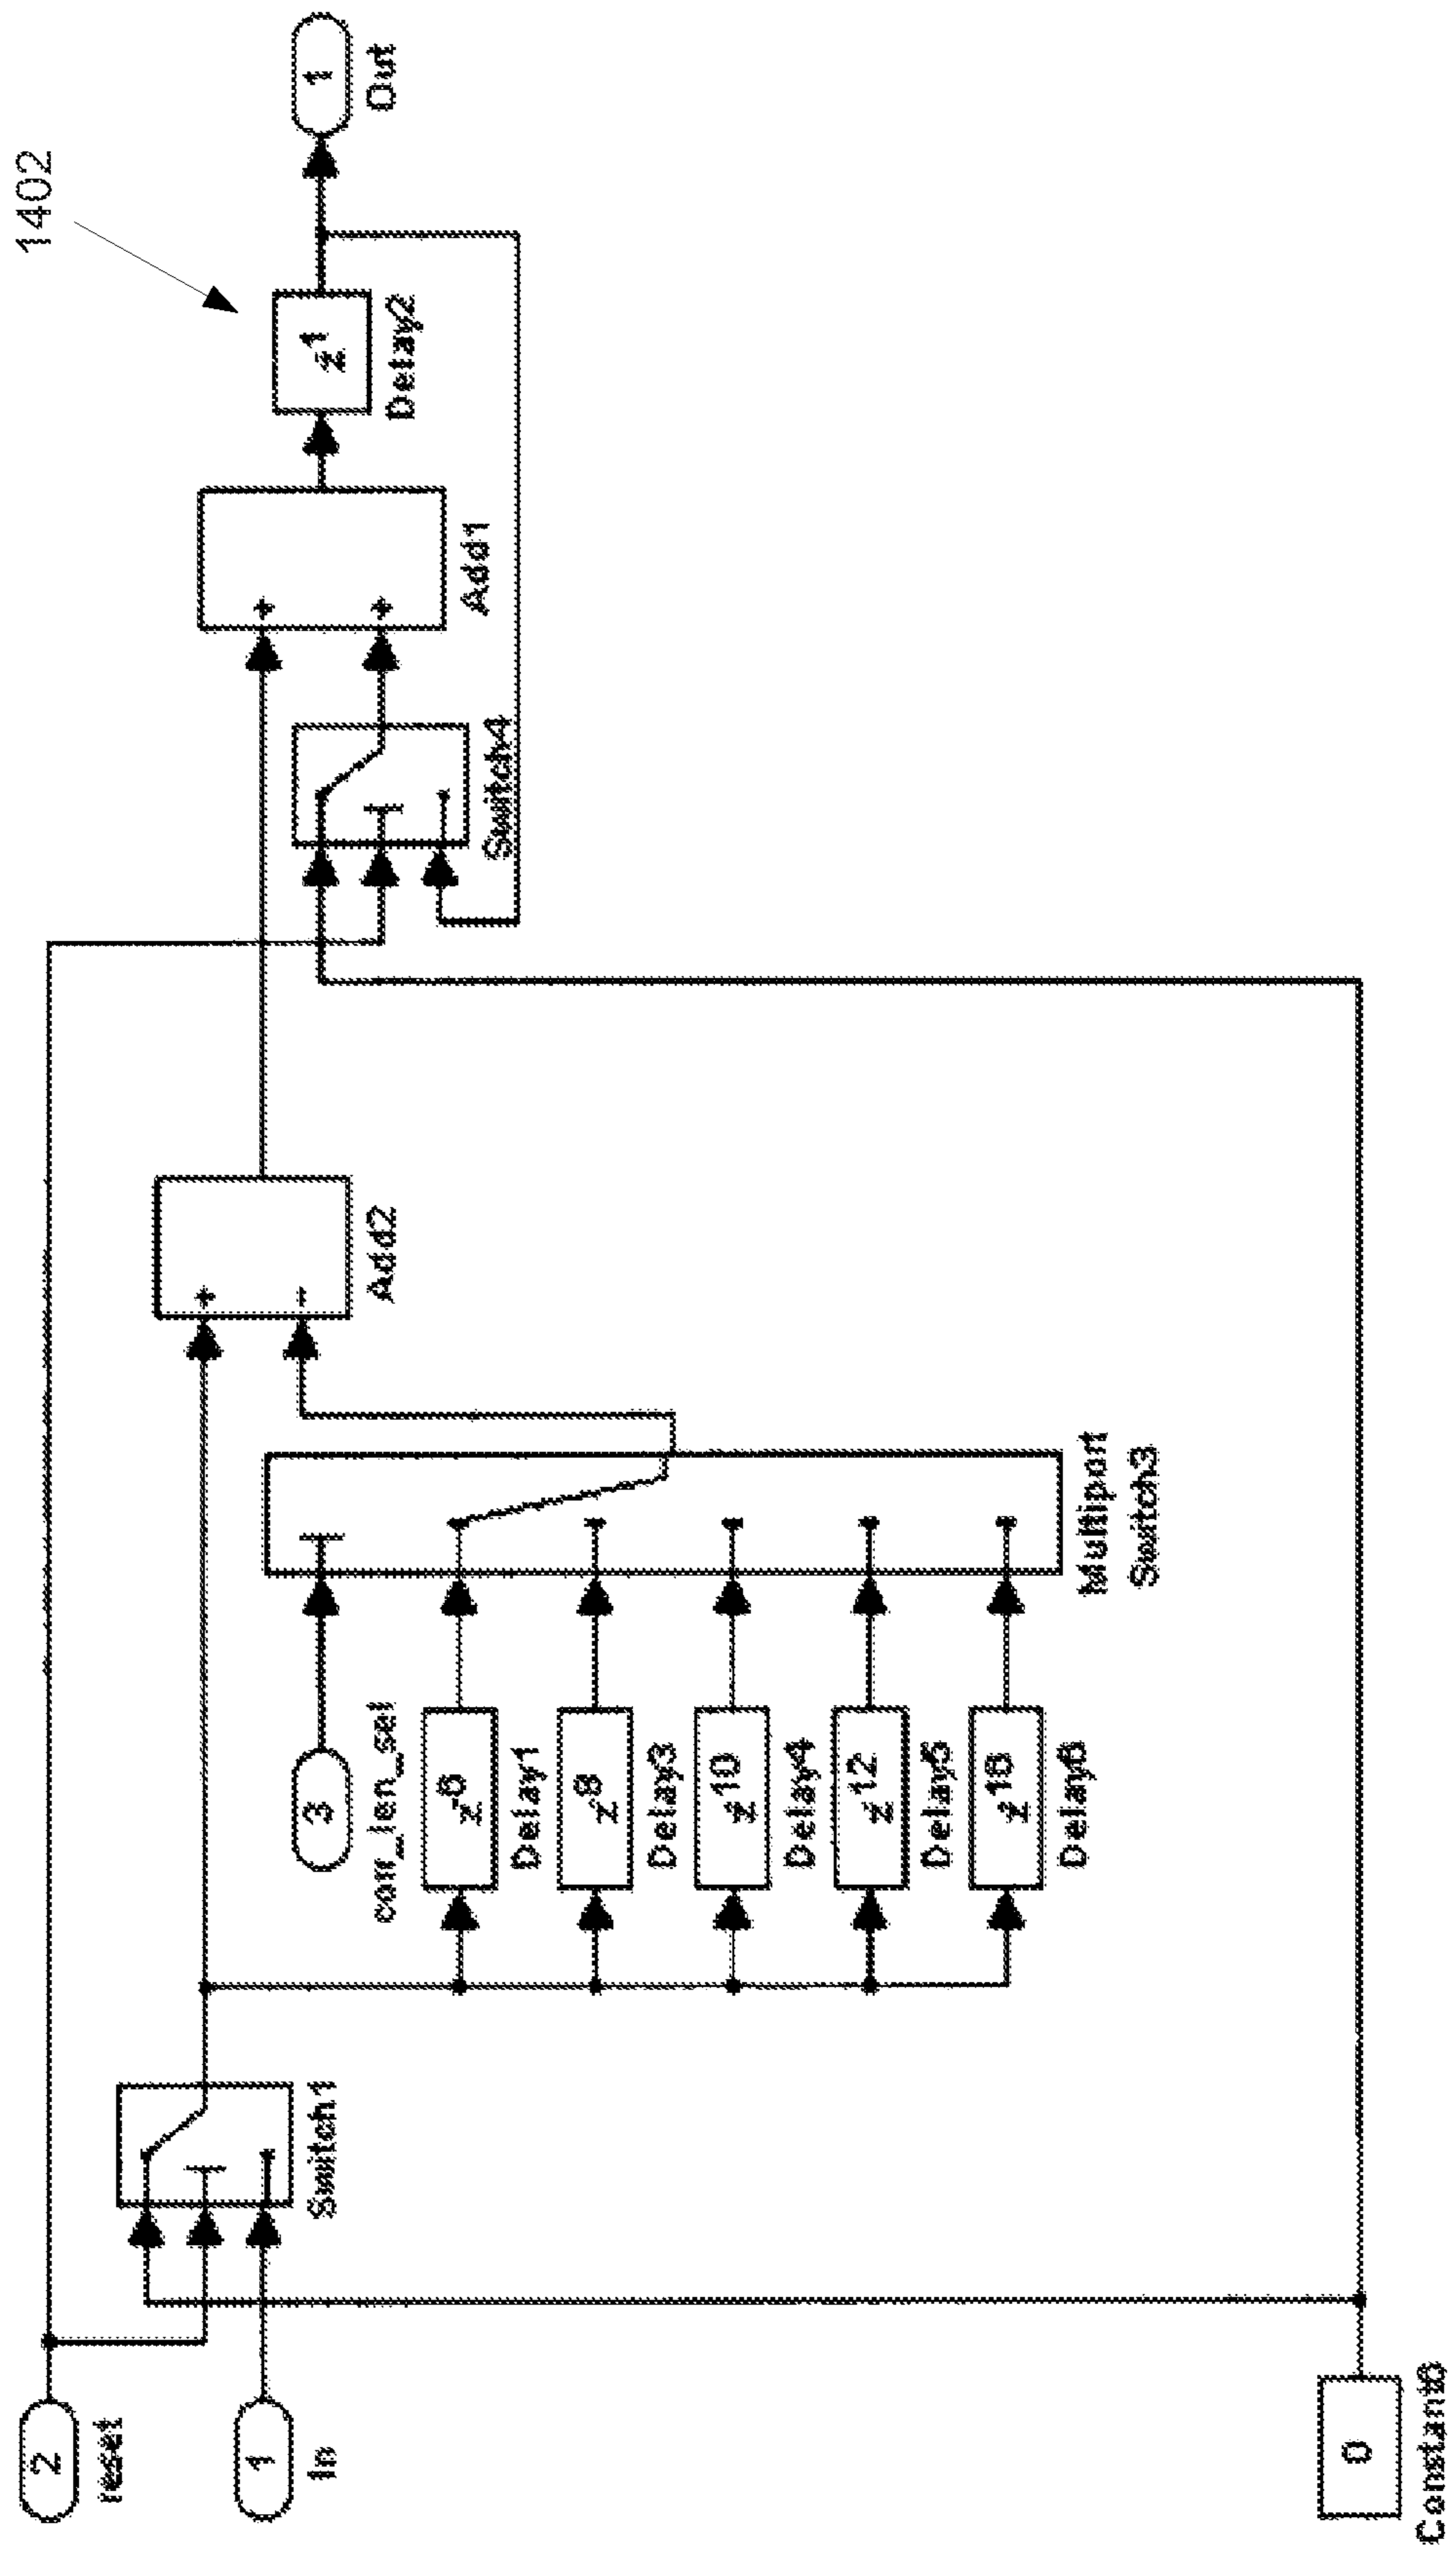 1402
2
reset
1
In
Switch1
3
corr_len_sel
z-6
Delay1
z-8
Delay3
z-10
Delay4
z-12
Delay5
z-16
Delay6
Multiport
Switch3
+
-
Add2
Switch4
+
+
Add1
z-1
Delay2
1
Out
0